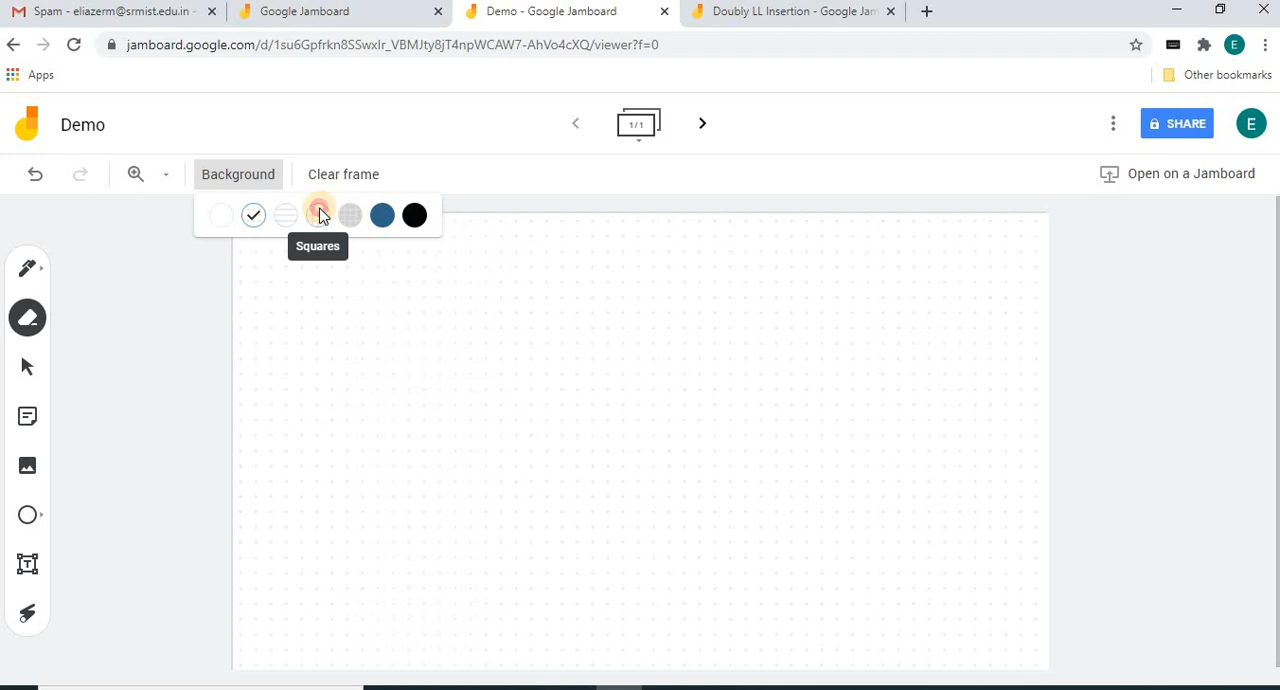 Spam - eliazerm@srmist.edu.in -
Google Jamboard
Demo - Google Jamboard
Doubly LL Insertion - Google Jam
jamboard.google.com/d/1su6Gpfrkn8SSwxIr_VBMJty8jT4npWCAW7-AhVo4cXQ/viewer?f=0
E
Apps
Other bookmarks
Demo
1/1
SHARE
E
Background
Clear frame
Open on a Jamboard
Squares
T